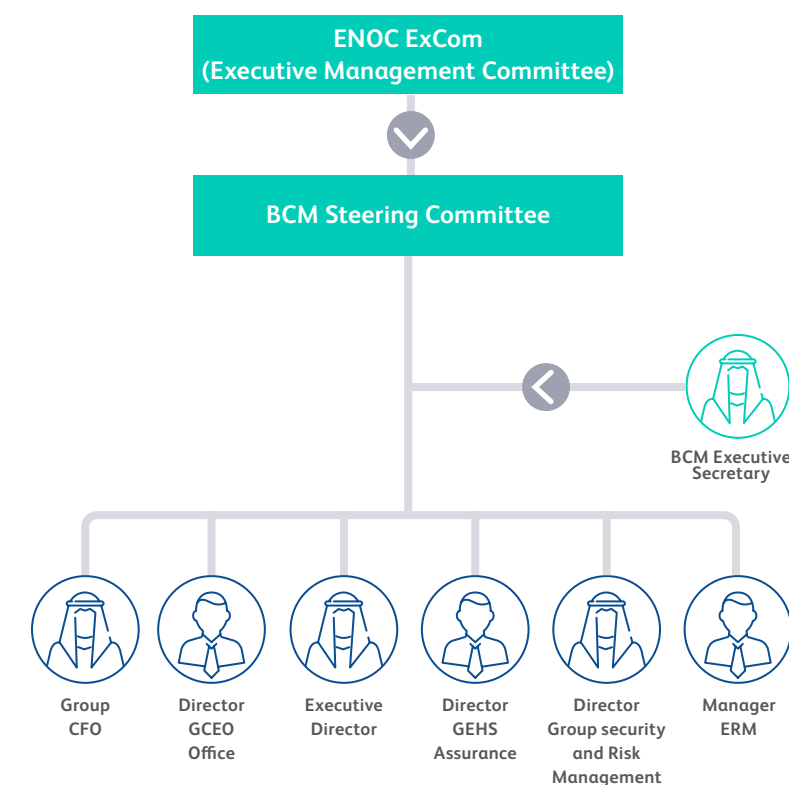 ENOC ExCom
(Executive Management Committee)
BCM Steering Committee
BCM Executive
Secretary
Group
CFO
Director
GCEO
Office
Executive
Director
Director
GEHS
Assurance
Director
Group security
and Risk
Management
Manager
ERM